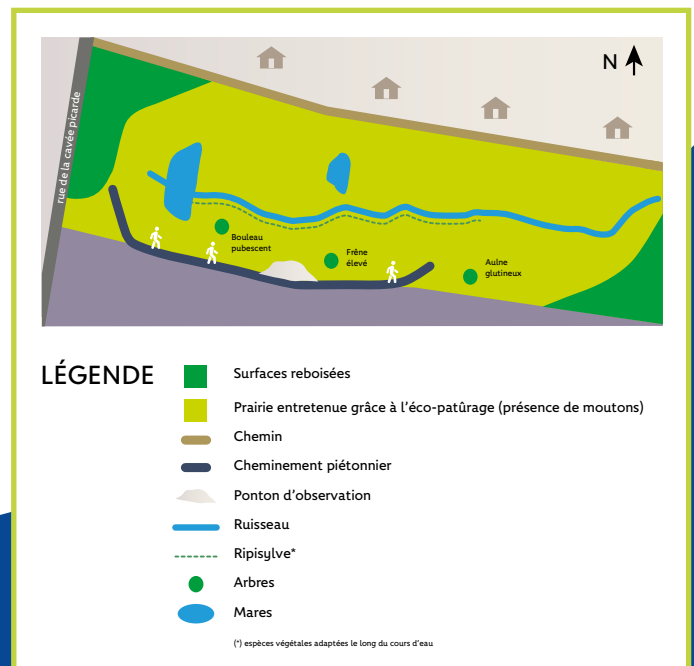 N
rue de la cavée picarde
Bouleau
pubescent
Frêne
élevé
Aulne
glutineux
LÉGENDE
Surfaces reboisées
Prairie entretenue grâce à l'éco-patûrage (présence de moutons)
Chemin
Cheminement piétonnier
Ponton d'observation
Ruisseau
Ripisylve*
Arbres
Mares
(*) espèces végétales adaptées le long du cours d'eau